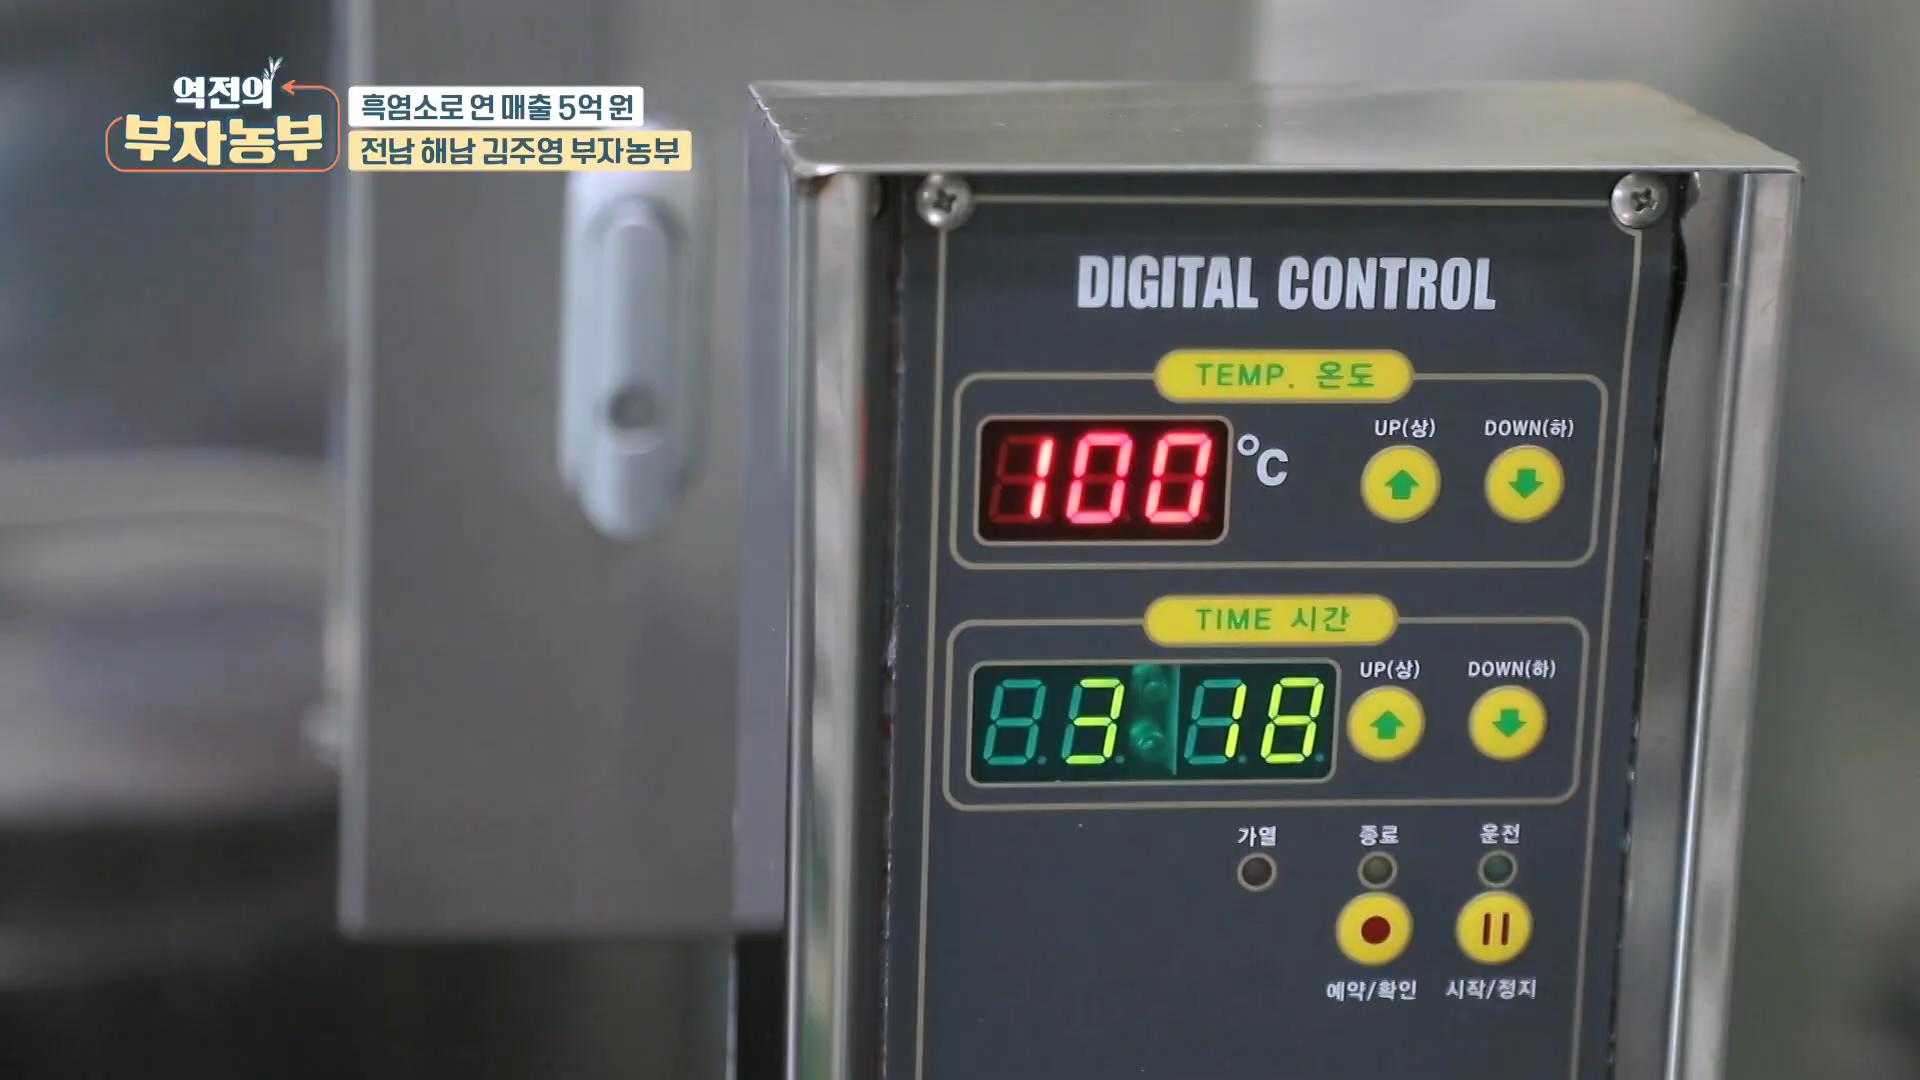 역전의
부자농부
흑염소로 연 매출 5억 원
전남 해남 김주영 부자농부
DIGITAL CONTROL
TEMP. 온도
100 °C
UP(상) DOWN(하)
TIME 시간
3 18
UP(상) DOWN(하)
가열 종료 운전
예약/확인 시작/정지